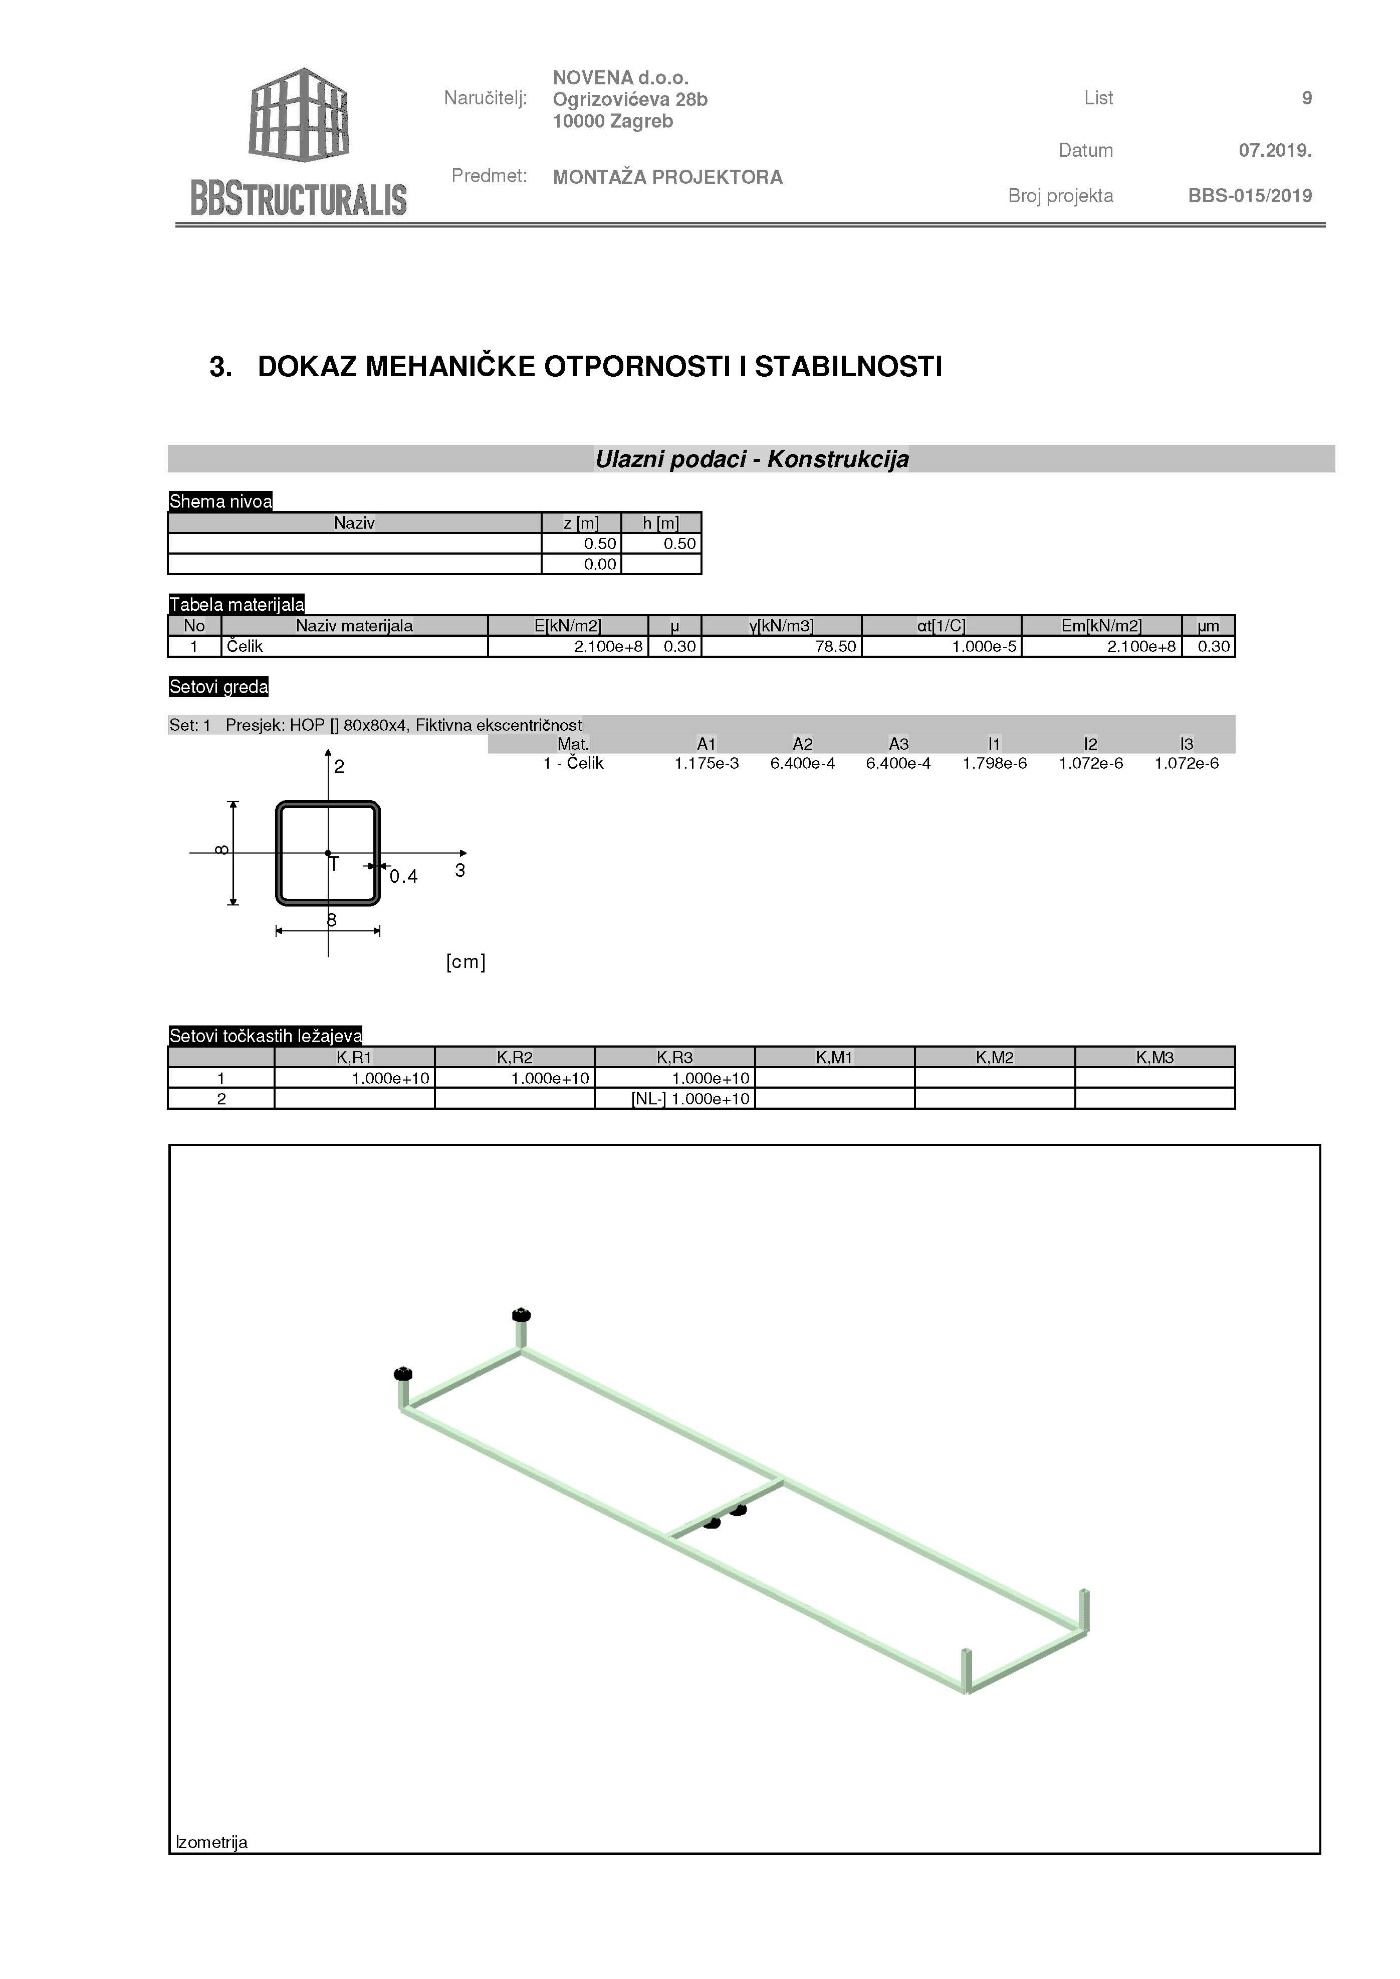 BBSTRUCTURALIS
Naručitelj:
NOVENA d.o.o.
Ogrizovićeva 28b
10000 Zagreb
Predmet: MONTAŽA PROJEKTORA
List 9
Datum 07.2019.
Broj projekta BBS-015/2019
3. DOKAZ MEHANIČKE OTPORNOSTI I STABILNOSTI
Ulazni podaci - Konstrukcija
Shema nivoa
Naziv z [m] h [m]
0.50 0.50
0.00
Tabela materijala
No Naziv materijala E[kN/m2] μ γ[kN/m3] αt[1/C] Em[kN/m2] μm
1 Čelik 2.100e+8 0.30 78.50 1.000e-5 2.100e+8 0.30
Setovi greda
Set: 1 Presjek: HOP [] 80x80x4, Fiktivna ekscentričnost
Mat. A1 A2 A3 I1 I2 I3
1 - Čelik 1.175e-3 6.400e-4 6.400e-4 1.798e-6 1.072e-6 1.072e-6
2
8
T
3
0.4
8
[cm]
Setovi točkastih ležajeva
K,R1 K,R2 K,R3 K,M1 K,M2 K,M3
1 1.000e+10 1.000e+10 1.000e+10
2 [NL-] 1.000e+10
Izometrija